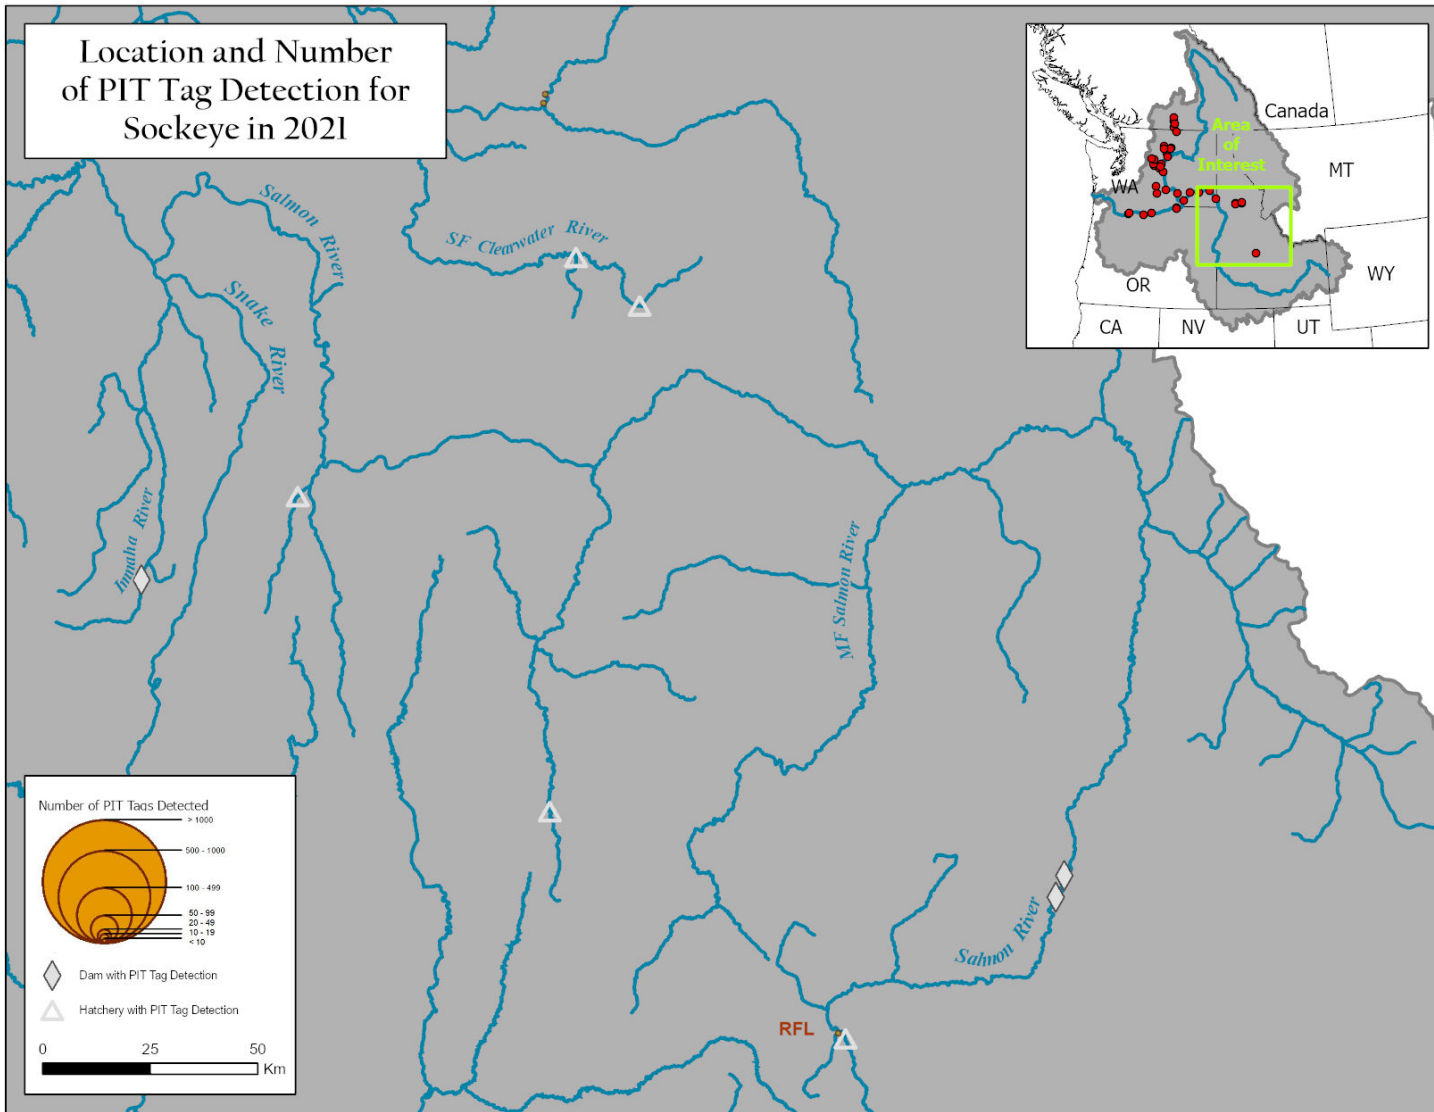 Location and Number
of PIT Tag Detection for
Sockeye in 2021
Canada
Area
of
Interest
MT
WA
WY
OR
CA
NV
UT
Salmon River
SF Clearwater River
Snake River
Imnaha River
MF Salmon River
Salmon River
RFL
Number of PIT Tags Detected
> 1000
500 - 1000
100 - 499
50 - 99
20 - 49
10 - 19
< 10
Dam with PIT Tag Detection
Hatchery with PIT Tag Detection
0 25 50
Km